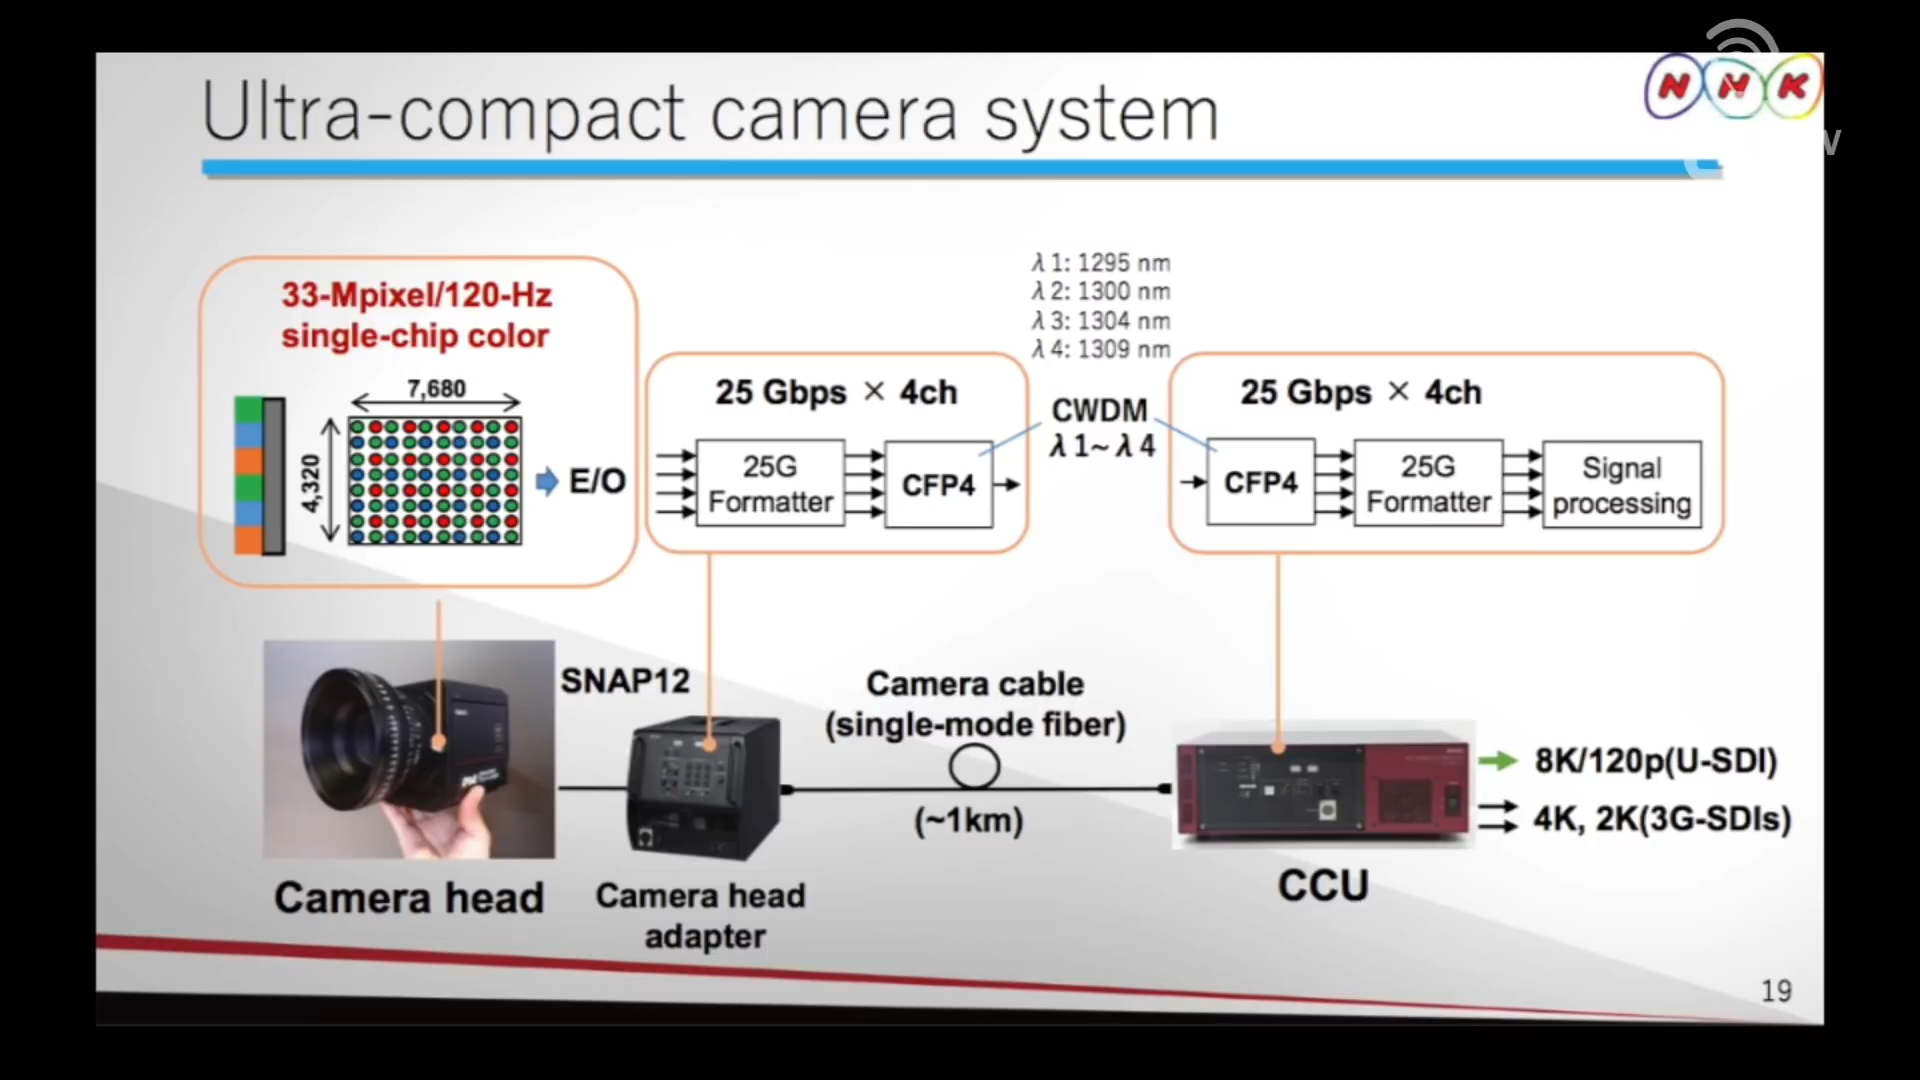 Ultra-compact camera system
NHK
33-Mpixel/120-Hz
single-chip color
7,680
4,320
E/O
25 Gbps × 4ch
25G
Formatter
CFP4
λ1: 1295 nm
λ2: 1300 nm
λ3: 1304 nm
λ4: 1309 nm
CWDM
λ1~λ4
25 Gbps × 4ch
CFP4
25G
Formatter
Signal
processing
SNAP12
Camera cable
(single-mode fiber)
(~1km)
8K/120p(U-SDI)
4K, 2K(3G-SDIs)
Camera head
Camera head
adapter
CCU
19